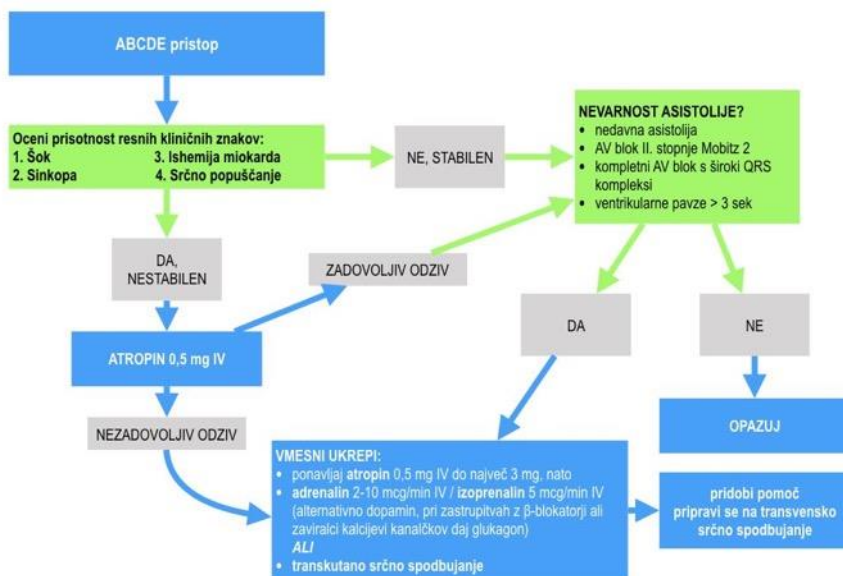 ABCDE pristop
Oceni prisotnost resnih kliničnih znakov:
1. Šok 3. Ishemija miokarda
2. Sinkopa 4. Srčno popuščanje
NE, STABILEN
NEVARNOST ASISTOLIJE?
• nedavna asistolija
• AV blok II. stopnje Mobitz 2
• kompletni AV blok s široki QRS
kompleksi
• ventrikularne pavze > 3 sek
DA,
NESTABILEN
ZADOVOLJIV ODZIV
ATROPIN 0,5 mg IV
DA
NE
NEZADOVOLJIV ODZIV
OPAZUJ
VMESNI UKREPI:
• ponavljaj atropin 0,5 mg IV do največ 3 mg, nato
• adrenalin 2-10 mcg/min IV / izoprenalin 5 mcg/min IV
(alternativno dopamin, pri zastrupitvah z β-blokatorji ali
zaviralci kalcijevi kanalčkov daj glukagon)
ALI
• transkutano srčno spodbujanje
pridobi pomoč
pripravi se na transvensko
srčno spodbujanje